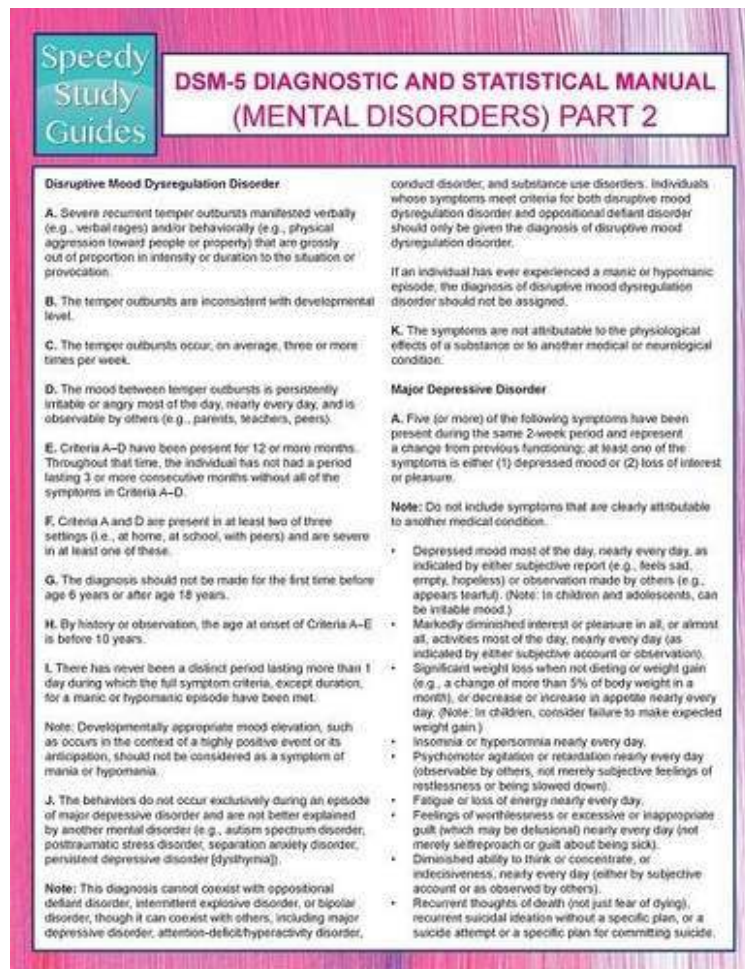 Speedy
Study
Guides
DSM-5 DIAGNOSTIC AND STATISTICAL MANUAL
(MENTAL DISORDERS) PART 2
Disruptive Mood Dysregulation Disorder
A. Severe recurrent temper outbursts manifested verbally
(e.g., verbal rages) and/or behaviorally (e.g., physical
aggression toward people or property) that are grossly
out of proportion in intensity or duration to the situation or
provocation.
B. The temper outbursts are inconsistent with developmental
level.
C. The temper outbursts occur, on average, three or more
times per week.
D. The mood between temper outbursts is persistently
irritable or angry most of the day, nearly every day, and is
observable by others (e.g., parents, teachers, peers).
E. Criteria A–D have been present for 12 or more months.
Throughout that time, the individual has not had a period
lasting 3 or more consecutive months without all of the
symptoms in Criteria A–D.
F. Criteria A and D are present in at least two of three
settings (i.e., at home, at school, with peers) and are severe
in at least one of these.
G. The diagnosis should not be made for the first time before
age 6 years or after age 18 years.
H. By history or observation, the age at onset of Criteria A–E
is before 10 years.
I. There has never been a distinct period lasting more than 1
day during which the full symptom criteria, except duration,
for a manic or hypomanic episode have been met.
Note: Developmentally appropriate mood elevation, such
as occurs in the context of a highly positive event or its
anticipation, should not be considered as a symptom of
mania or hypomania.
J. The behaviors do not occur exclusively during an episode
of major depressive disorder and are not better explained
by another mental disorder (e.g., autism spectrum disorder,
posttraumatic stress disorder, separation anxiety disorder,
persistent depressive disorder [dysthymia]).
Note: This diagnosis cannot coexist with oppositional
defiant disorder, intermittent explosive disorder, or bipolar
disorder, though it can coexist with others, including major
depressive disorder, attention-deficit/hyperactivity disorder,
conduct disorder, and substance use disorders. Individuals
whose symptoms meet criteria for both disruptive mood
dysregulation disorder and oppositional defiant disorder
should only be given the diagnosis of disruptive mood
dysregulation disorder.
If an individual has ever experienced a manic or hypomanic
episode, the diagnosis of disruptive mood dysregulation
disorder should not be assigned.
K. The symptoms are not attributable to the physiological
effects of a substance or to another medical or neurological
condition.
Major Depressive Disorder
A. Five (or more) of the following symptoms have been
present during the same 2-week period and represent
a change from previous functioning; at least one of the
symptoms is either (1) depressed mood or (2) loss of interest
or pleasure.
Note: Do not include symptoms that are clearly attributable
to another medical condition.
• Depressed mood most of the day, nearly every day, as
indicated by either subjective report (e.g., feels sad,
empty, hopeless) or observation made by others (e.g.,
appears tearful). (Note: In children and adolescents, can
be irritable mood.)
• Markedly diminished interest or pleasure in all, or almost
all, activities most of the day, nearly every day (as
indicated by either subjective account or observation).
• Significant weight loss when not dieting or weight gain
(e.g., a change of more than 5% of body weight in a
month), or decrease or increase in appetite nearly every
day. (Note: In children, consider failure to make expected
weight gain.)
• Insomnia or hypersomnia nearly every day.
• Psychomotor agitation or retardation nearly every day
(observable by others, not merely subjective feelings of
restlessness or being slowed down).
• Fatigue or loss of energy nearly every day.
• Feelings of worthlessness or excessive or inappropriate
guilt (which may be delusional) nearly every day (not
merely selfreproach or guilt about being sick).
• Diminished ability to think or concentrate, or
indecisiveness, nearly every day (either by subjective
account or as observed by others).
• Recurrent thoughts of death (not just fear of dying),
recurrent suicidal ideation without a specific plan, or a
suicide attempt or a specific plan for committing suicide.